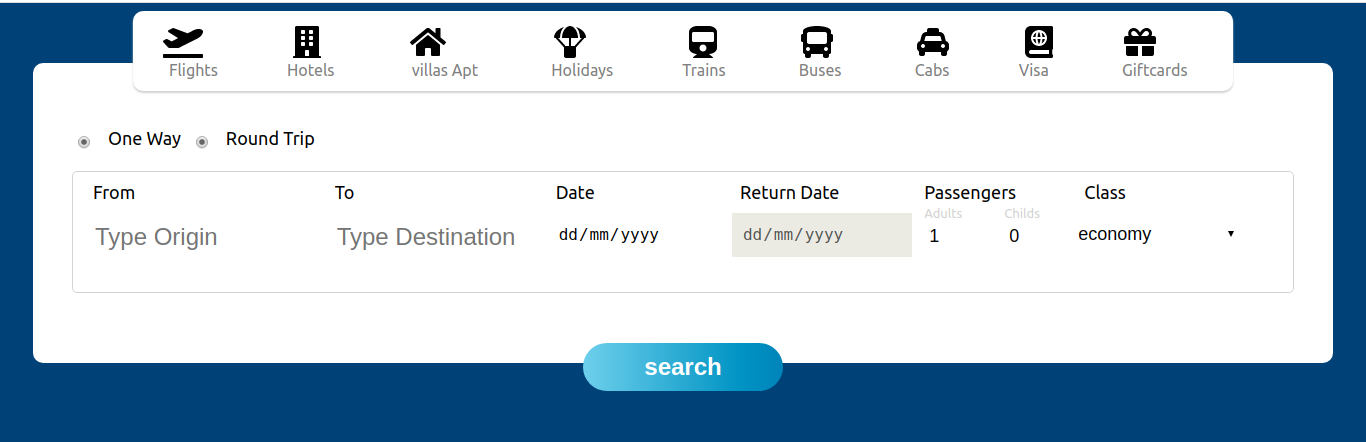 Flights Hotels villas Apt Holidays Trains Buses Cabs Visa Giftcards
One Way Round Trip
From To Date Return Date Passengers Class
Adults Childs
Type Origin Type Destination dd/mm/yyyy dd/mm/yyyy 1 0 economy
search